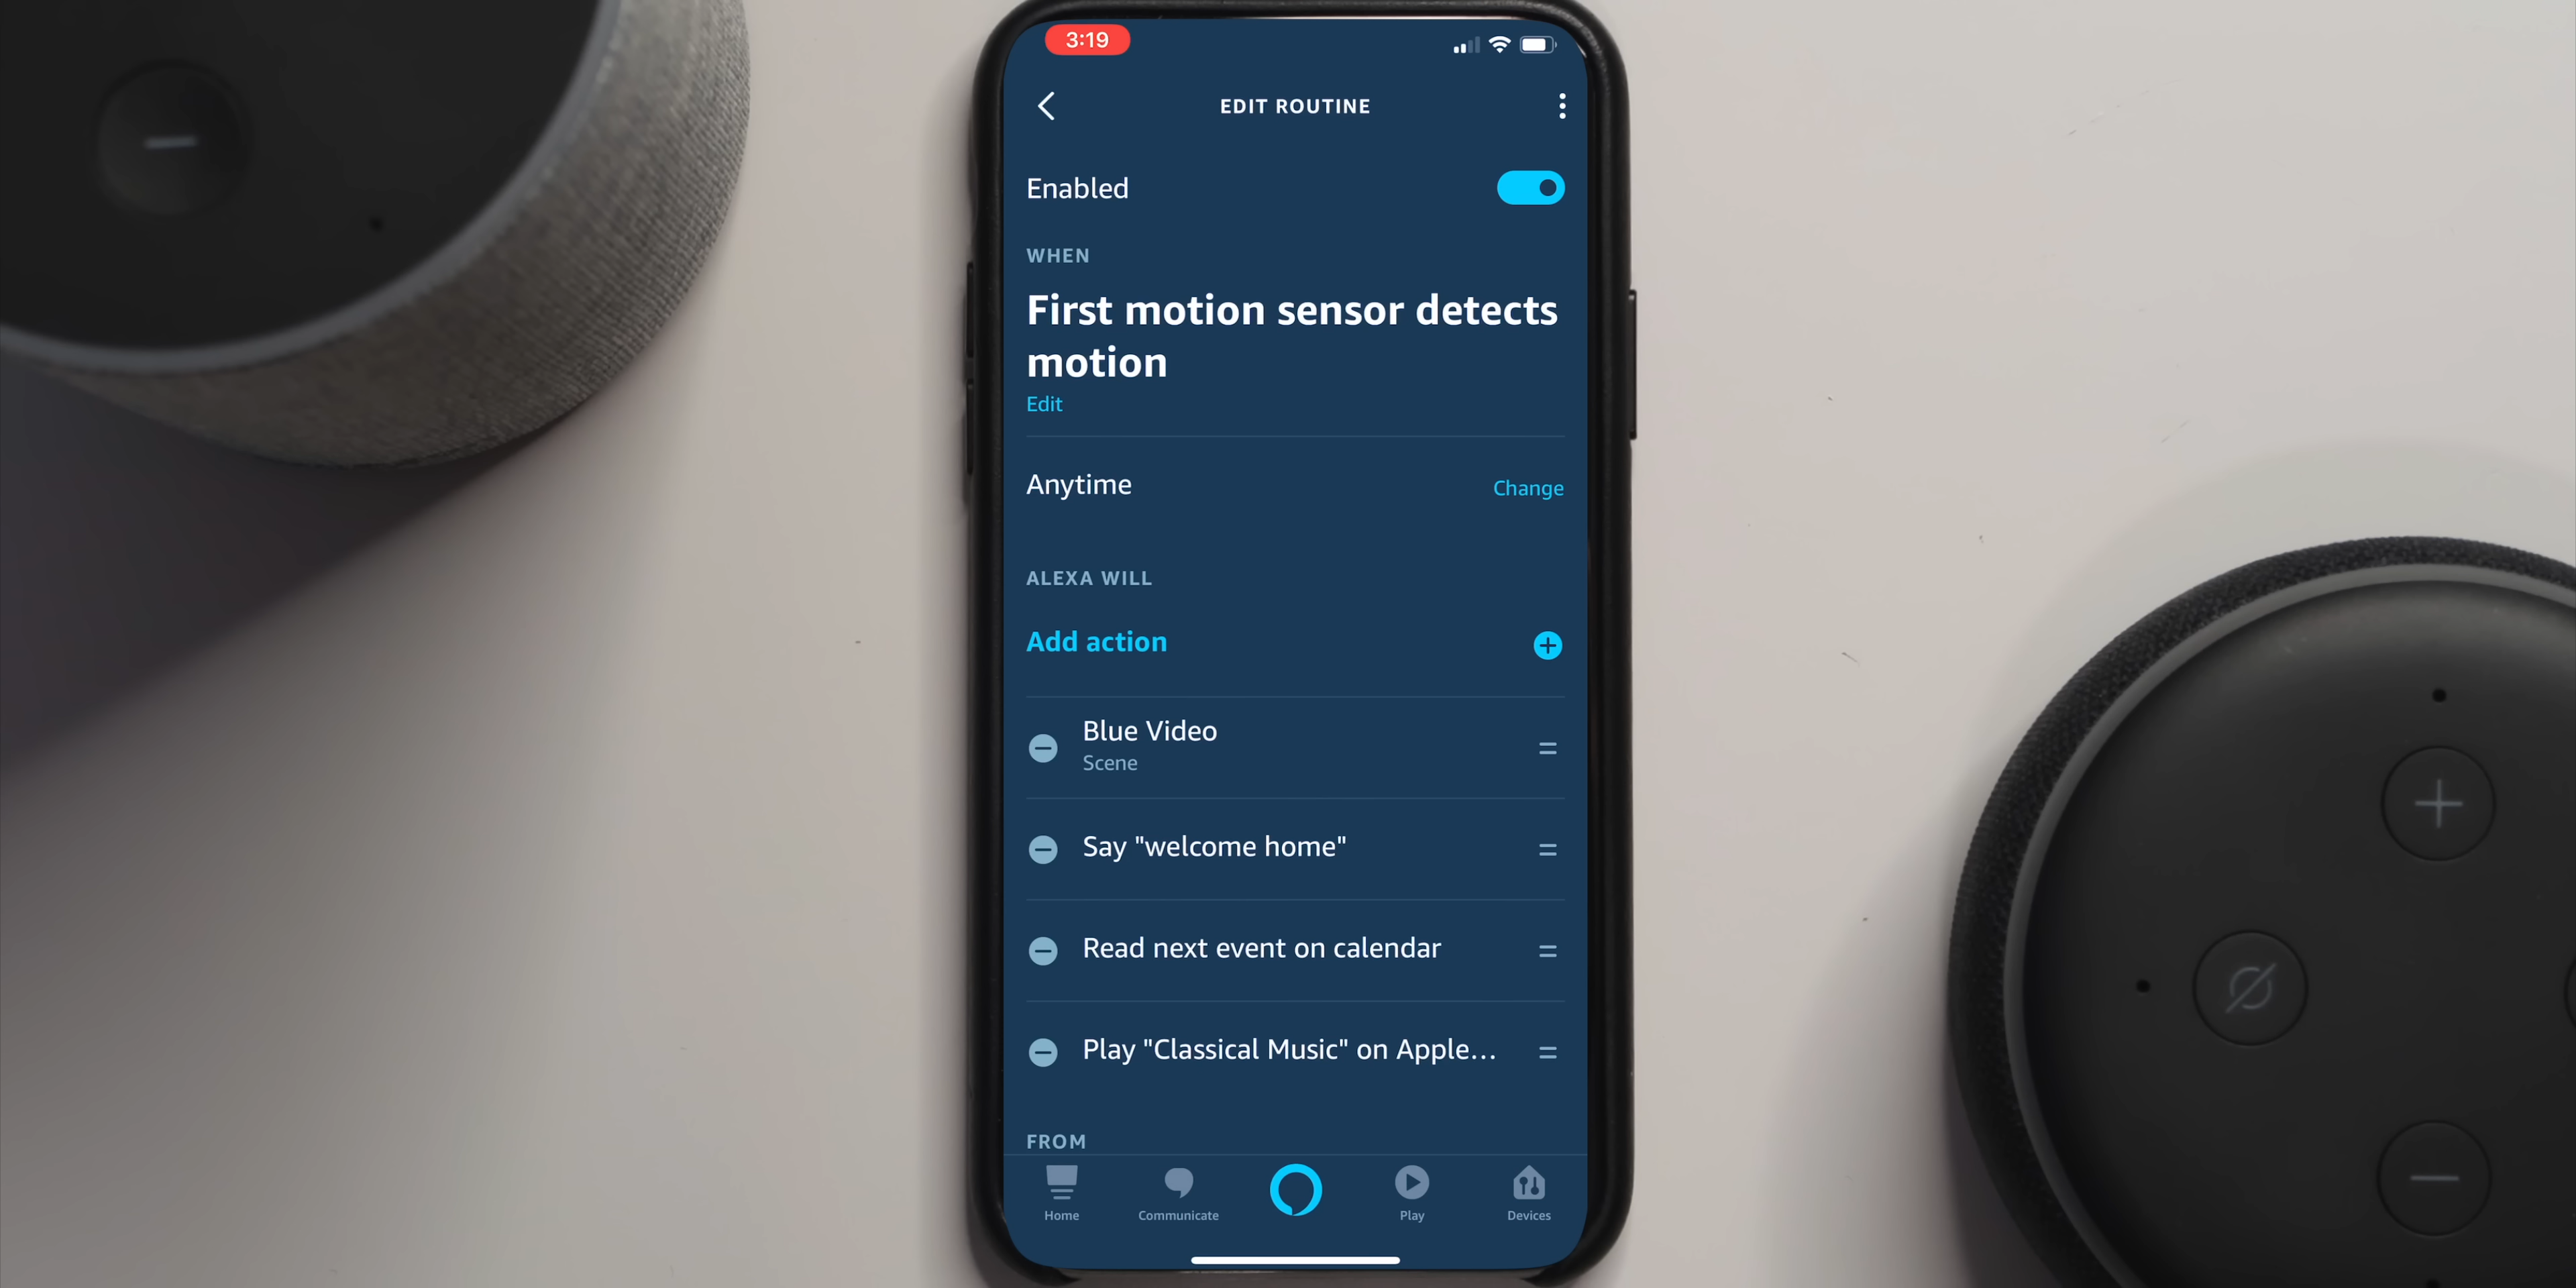 3:19
EDIT ROUTINE
Enabled
WHEN
First motion sensor detects
motion
Edit
Anytime
Change
ALEXA WILL
Add action
Blue Video
Scene
Say "welcome home"
Read next event on calendar
Play "Classical Music" on Apple...
FROM
Home
Communicate
Play
Devices